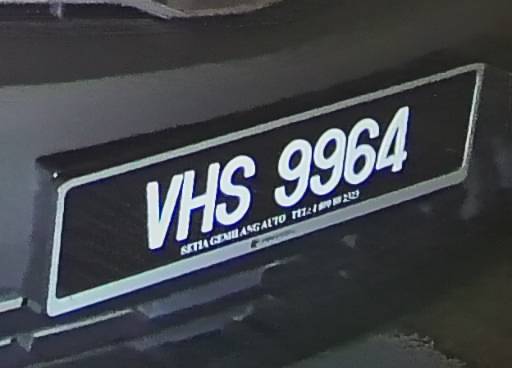 VHS 9964
SETIA GEMILANG AUTO TEL: 1 800 88 2323